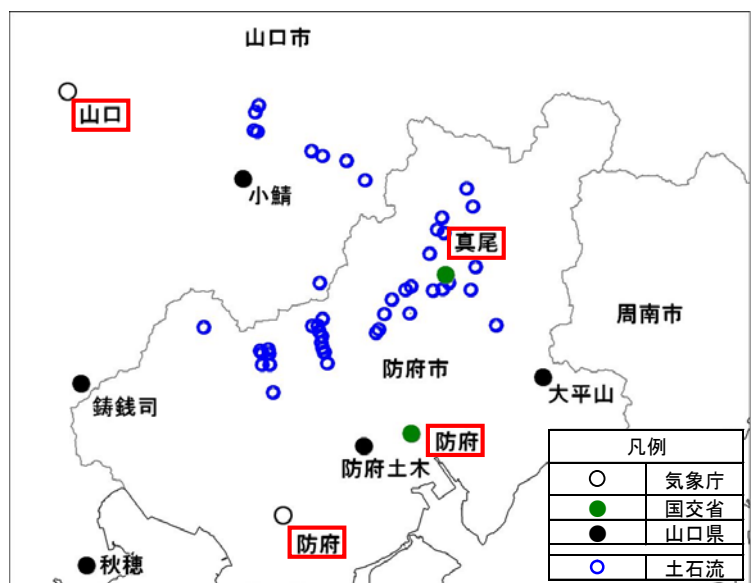 山口市
山口
小鯖
真尾
周南市
防府市
大平山
鋳銭司
防府
防府土木
防府
秋穂
凡例
気象庁
国交省
山口県
土石流